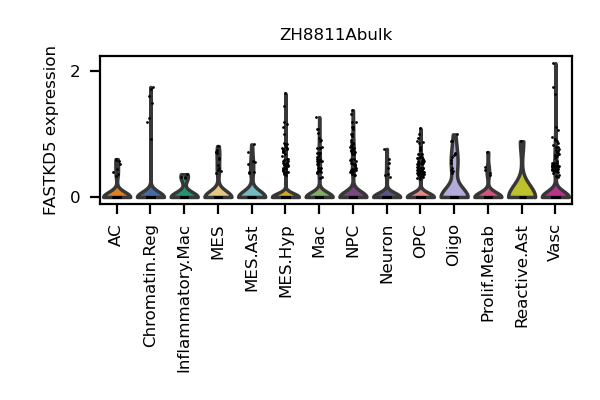 ZH8811Abulk
FASTKD5 expression
2
0
AC
Chromatin.Reg
Inflammatory.Mac
MES
MES.Ast
MES.Hyp
Mac
NPC
Neuron
OPC
Oligo
Prolif.Metab
Reactive.Ast
Vasc